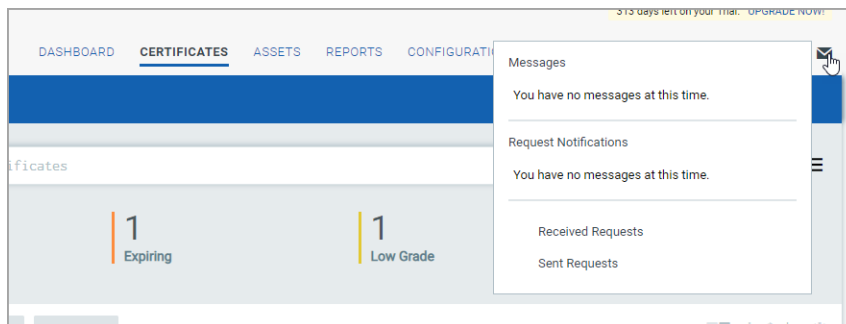 313 days left on your Trial. UPGRADE NOW!
DASHBOARD CERTIFICATES ASSETS REPORTS CONFIGURATI
Messages
You have no messages at this time.
Request Notifications
You have no messages at this time.
Received Requests
Sent Requests
ificates
1
Expiring
1
Low Grade